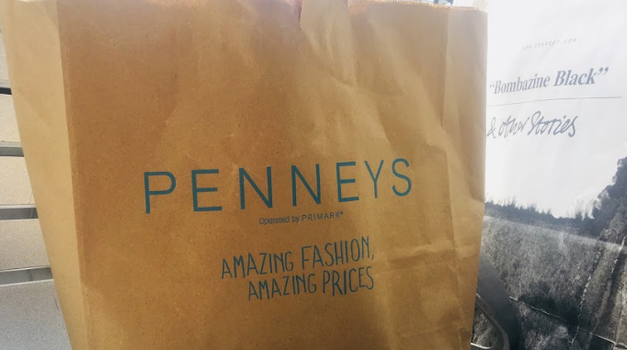 PENNEYS
Operated by PRIMARK®
AMAZING FASHION,
AMAZING PRICES
"Bombazine Black"
& other Stories